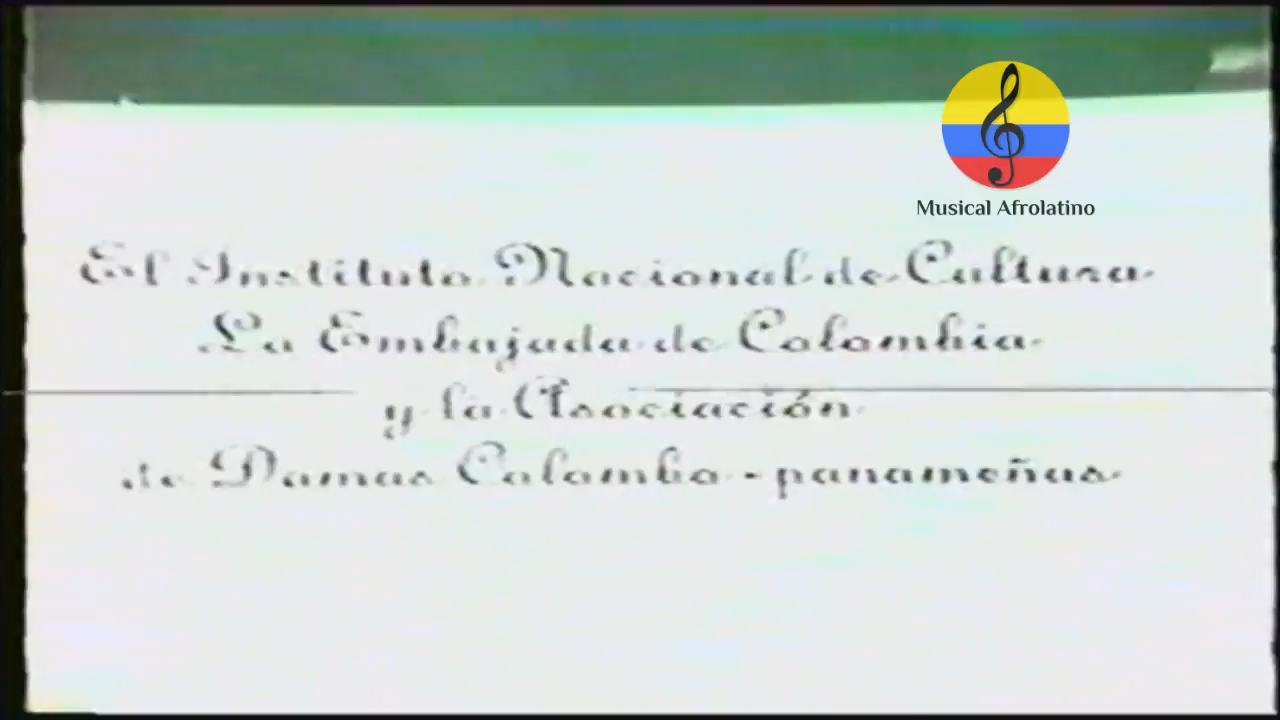 Musical Afrolatino
El Instituto Nacional de Cultura
La Embajada de Colombia
y la Asociación
de Damas Colombo-panameñas